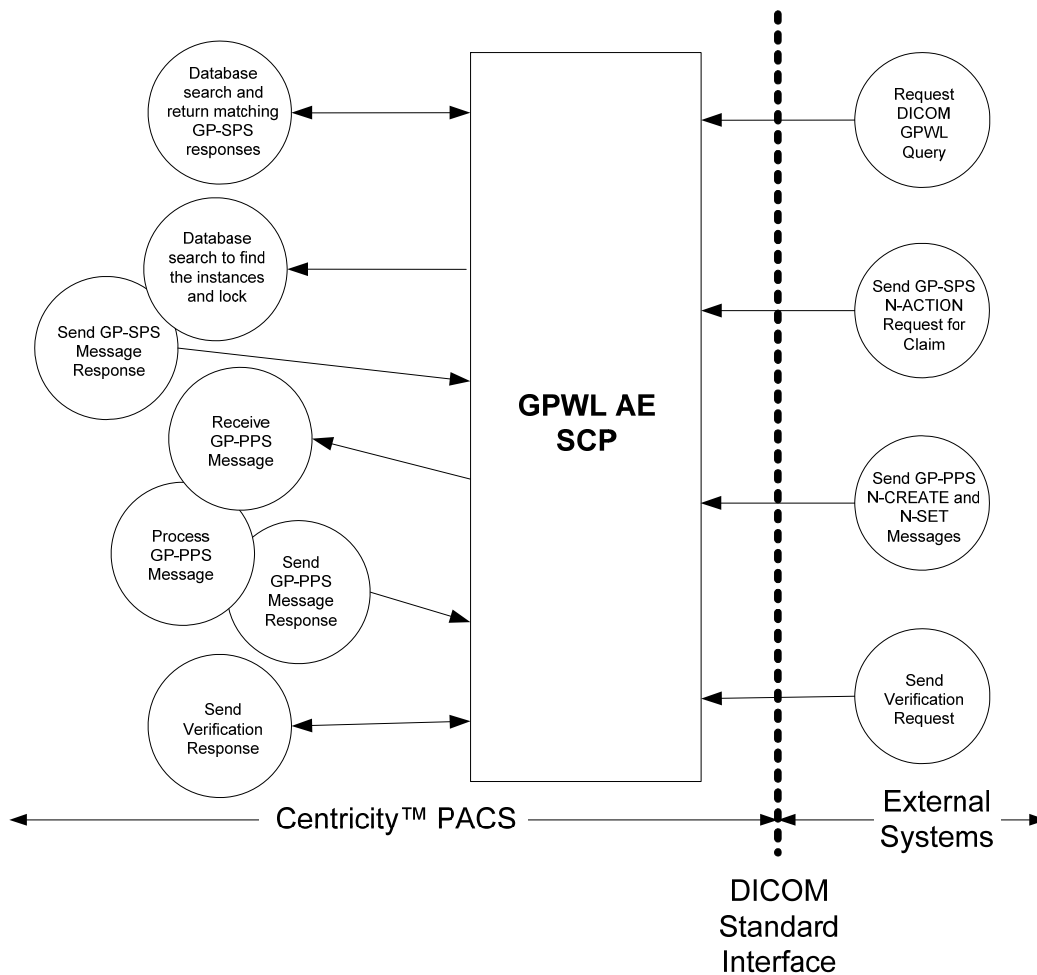 Database
search and
return matching
GP-SPS
responses
Request
DICOM
GPWL
Query
Database
search to find
the instances
and lock
Send GP-SPS
N-ACTION
Request for
Claim
Send GP-SPS
Message
Response
GPWL AE
SCP
Receive
GP-PPS
Message
Send GP-PPS
N-CREATE and
N-SET
Messages
Process
GP-PPS
Message
Send
GP-PPS
Message
Response
Send
Verification
Response
Send
Verification
Request
Centricity™ PACS
External
Systems
DICOM
Standard
Interface